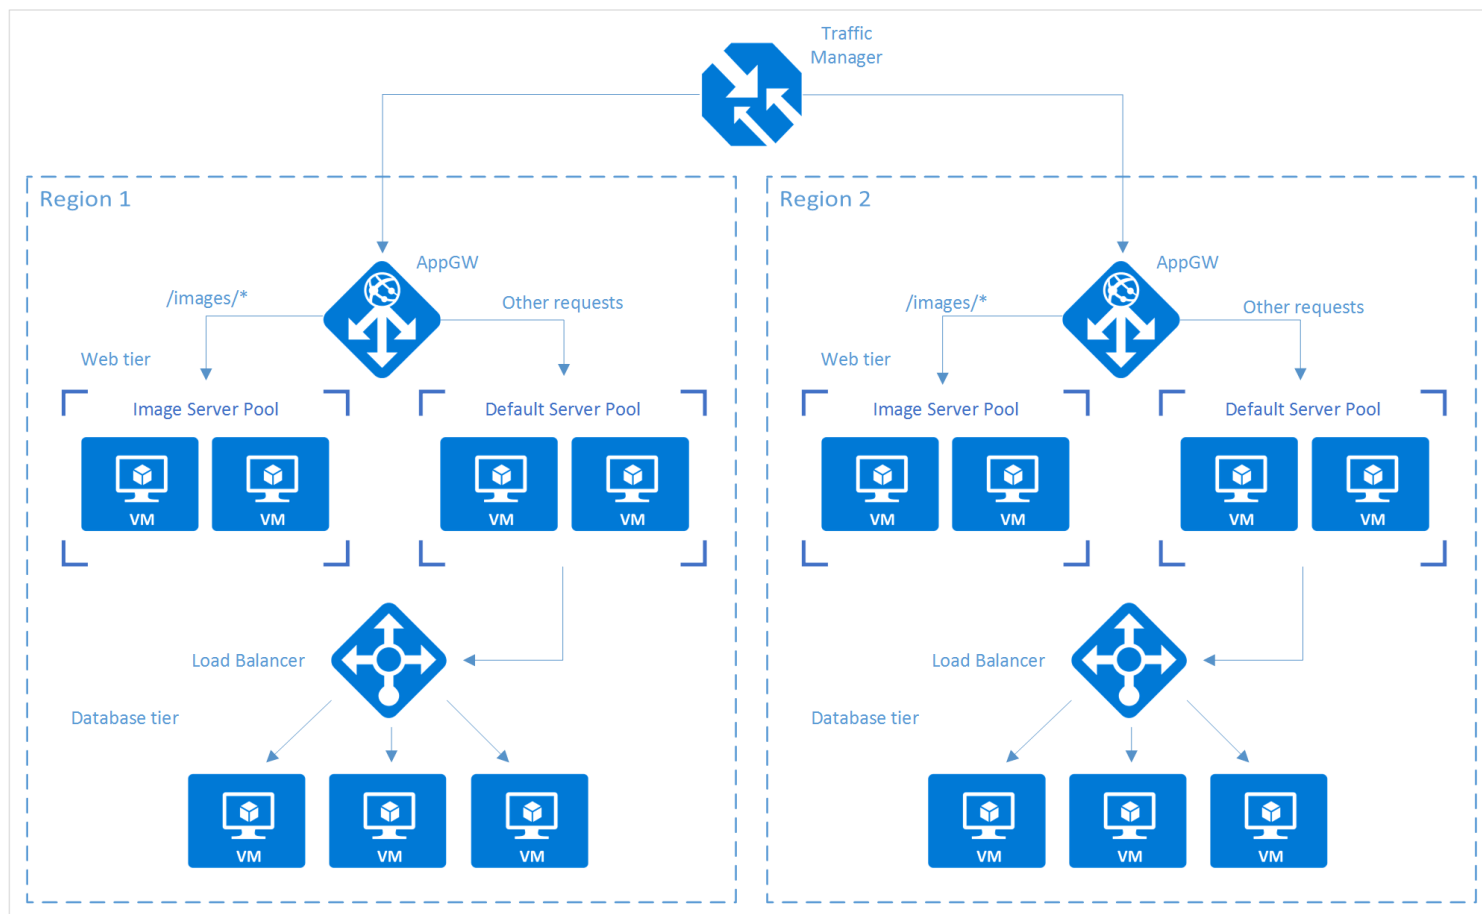 Traffic
Manager
Region 1
AppGW
/images/*
Other requests
Web tier
Image Server Pool
Default Server Pool
VM
VM
VM
VM
Load Balancer
Database tier
VM
VM
VM
Region 2
AppGW
/images/*
Other requests
Web tier
Image Server Pool
Default Server Pool
VM
VM
VM
VM
Load Balancer
Database tier
VM
VM
VM